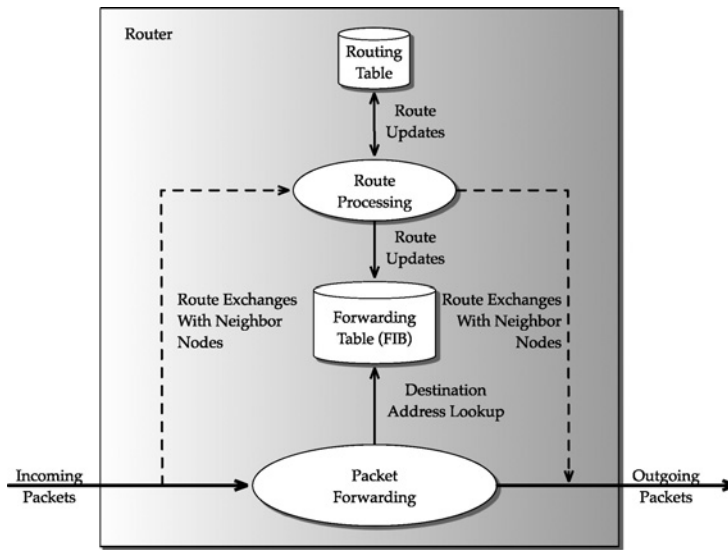 Router
Routing
Table
Route
Updates
Route
Processing
Route
Updates
Route Exchanges
With Neighbor
Nodes
Forwarding
Table (FIB)
Route Exchanges
With Neighbor
Nodes
Destination
Address Lookup
Incoming
Packets
Packet
Forwarding
Outgoing
Packets